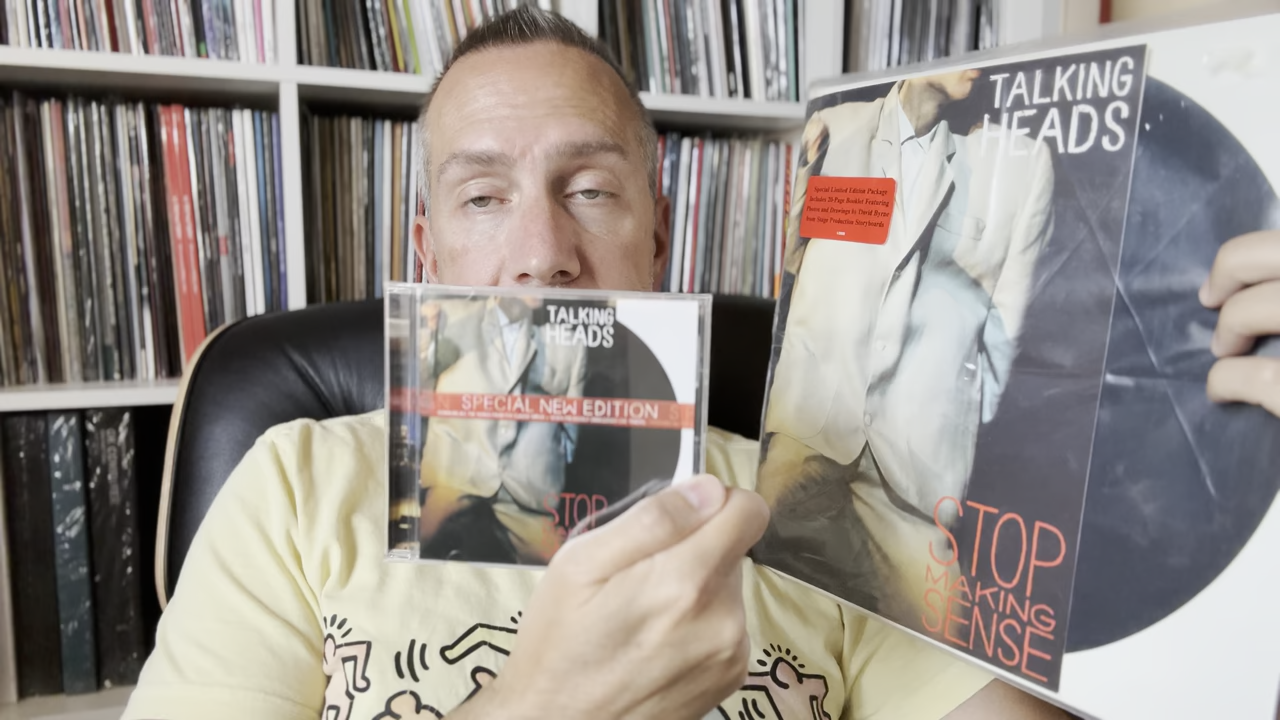 TALKING
HEADS
SPECIAL NEW EDITION
STOP
TALKING
HEADS
Special Limited Edition Package
Includes 20-Page Booklet Featuring
Photos and Drawings by David Byrne
from Stage Production Storyboards
STOP
MAKING
SENSE